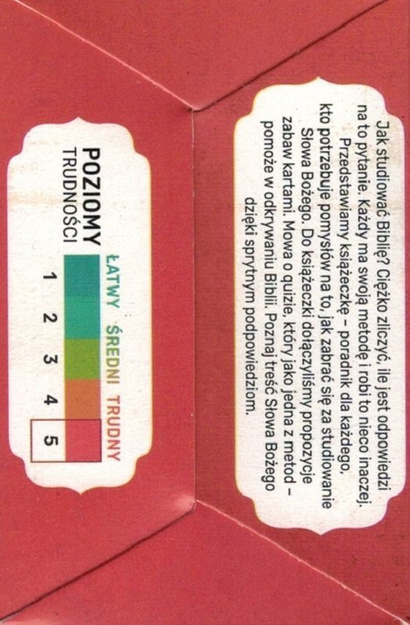 Jak studiować Biblię? Ciężko zliczyć, ile jest odpowiedzi
na to pytanie. Każdy ma swoją metodę i robi to nieco inaczej.
Przedstawiamy książeczkę – poradnik dla każdego,
kto potrzebuje pomysłów na to, jak zabrać się za studiowanie
Słowa Bożego. Do książeczki dołączyliśmy propozycje
zabaw kartami. Mowa o quizie, który jako jedna z metod –
pomoże w odkrywaniu Biblii. Poznaj treść Słowa Bożego
dzięki sprytnym podpowiedziom.
ŁATWY ŚREDNI TRUDNY
POZIOMY
TRUDNOŚCI
1 2 3 4 5